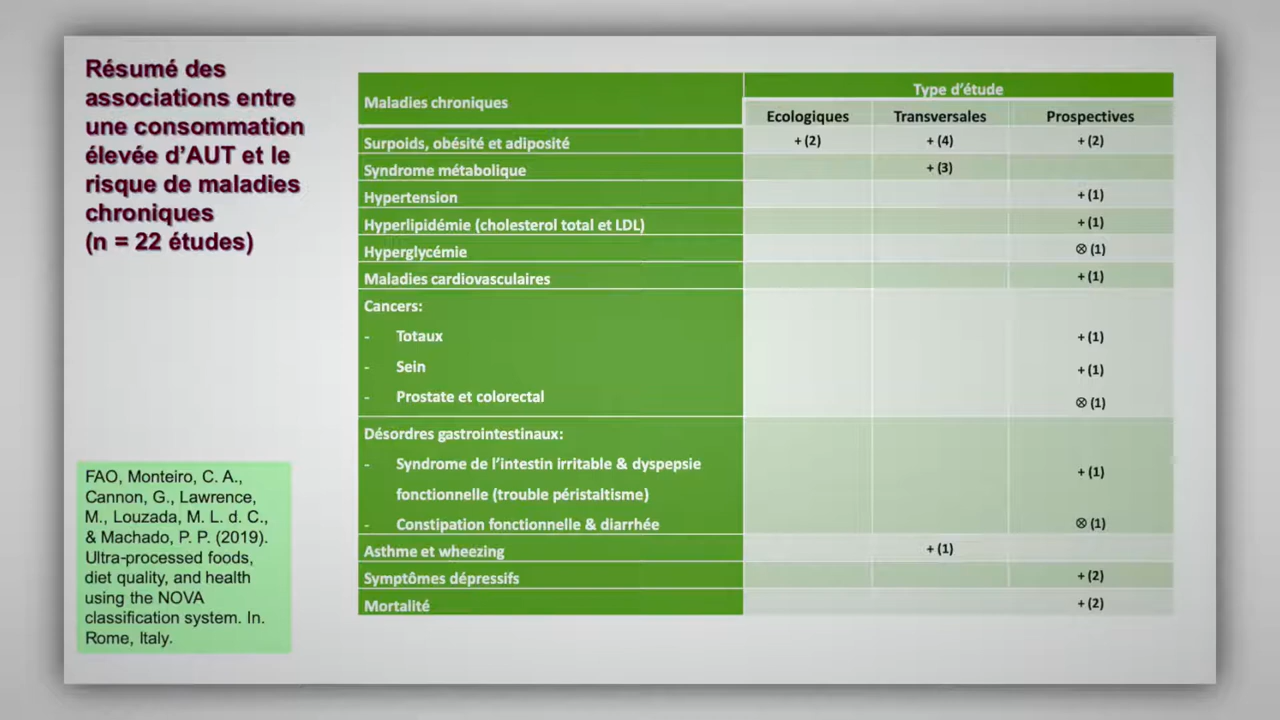 Résumé des
associations entre
une consommation
élevée d’AUT et le
risque de maladies
chroniques
(n = 22 études)
FAO, Monteiro, C. A.,
Cannon, G., Lawrence,
M., Louzada, M. L. d. C.,
& Machado, P. P. (2019).
Ultra-processed foods,
diet quality, and health
using the NOVA
classification system. In.
Rome, Italy.
Maladies chroniques
Type d’étude
Ecologiques Transversales Prospectives
Surpoids, obésité et adiposité + (2) + (4) + (2)
Syndrome métabolique + (3)
Hypertension + (1)
Hyperlipidémie (cholesterol total et LDL) + (1)
Hyperglycémie ⊗ (1)
Maladies cardiovasculaires + (1)
Cancers:
- Totaux + (1)
- Sein + (1)
- Prostate et colorectal ⊗ (1)
Désordres gastrointestinaux:
- Syndrome de l’intestin irritable & dyspepsie
fonctionnelle (trouble péristaltisme) + (1)
- Constipation fonctionnelle & diarrhée ⊗ (1)
Asthme et wheezing + (1)
Symptômes dépressifs + (2)
Mortalité + (2)